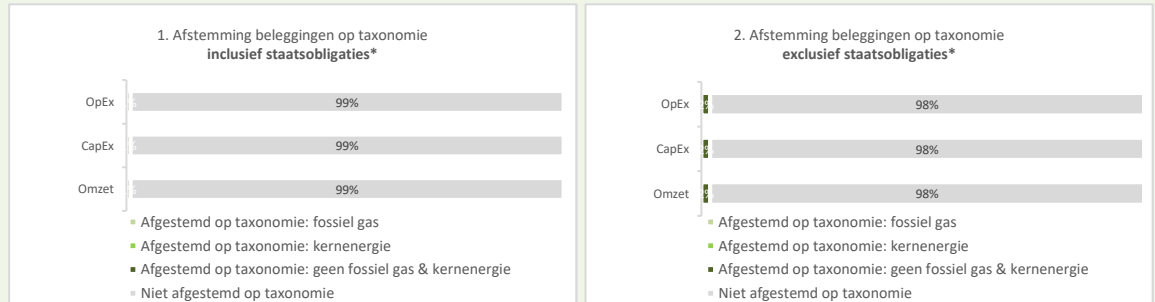 1. Afstemming beleggingen op taxonomie
inclusief staatsobligaties*
OpEx
99%
CapEx
99%
Omzet
99%
Afgestemd op taxonomie: fossiel gas
Afgestemd op taxonomie: kernenergie
Afgestemd op taxonomie: geen fossiel gas & kernenergie
Niet afgestemd op taxonomie
2. Afstemming beleggingen op taxonomie
exclusief staatsobligaties*
OpEx
98%
CapEx
98%
Omzet
98%
Afgestemd op taxonomie: fossiel gas
Afgestemd op taxonomie: kernenergie
Afgestemd op taxonomie: geen fossiel gas & kernenergie
Niet afgestemd op taxonomie